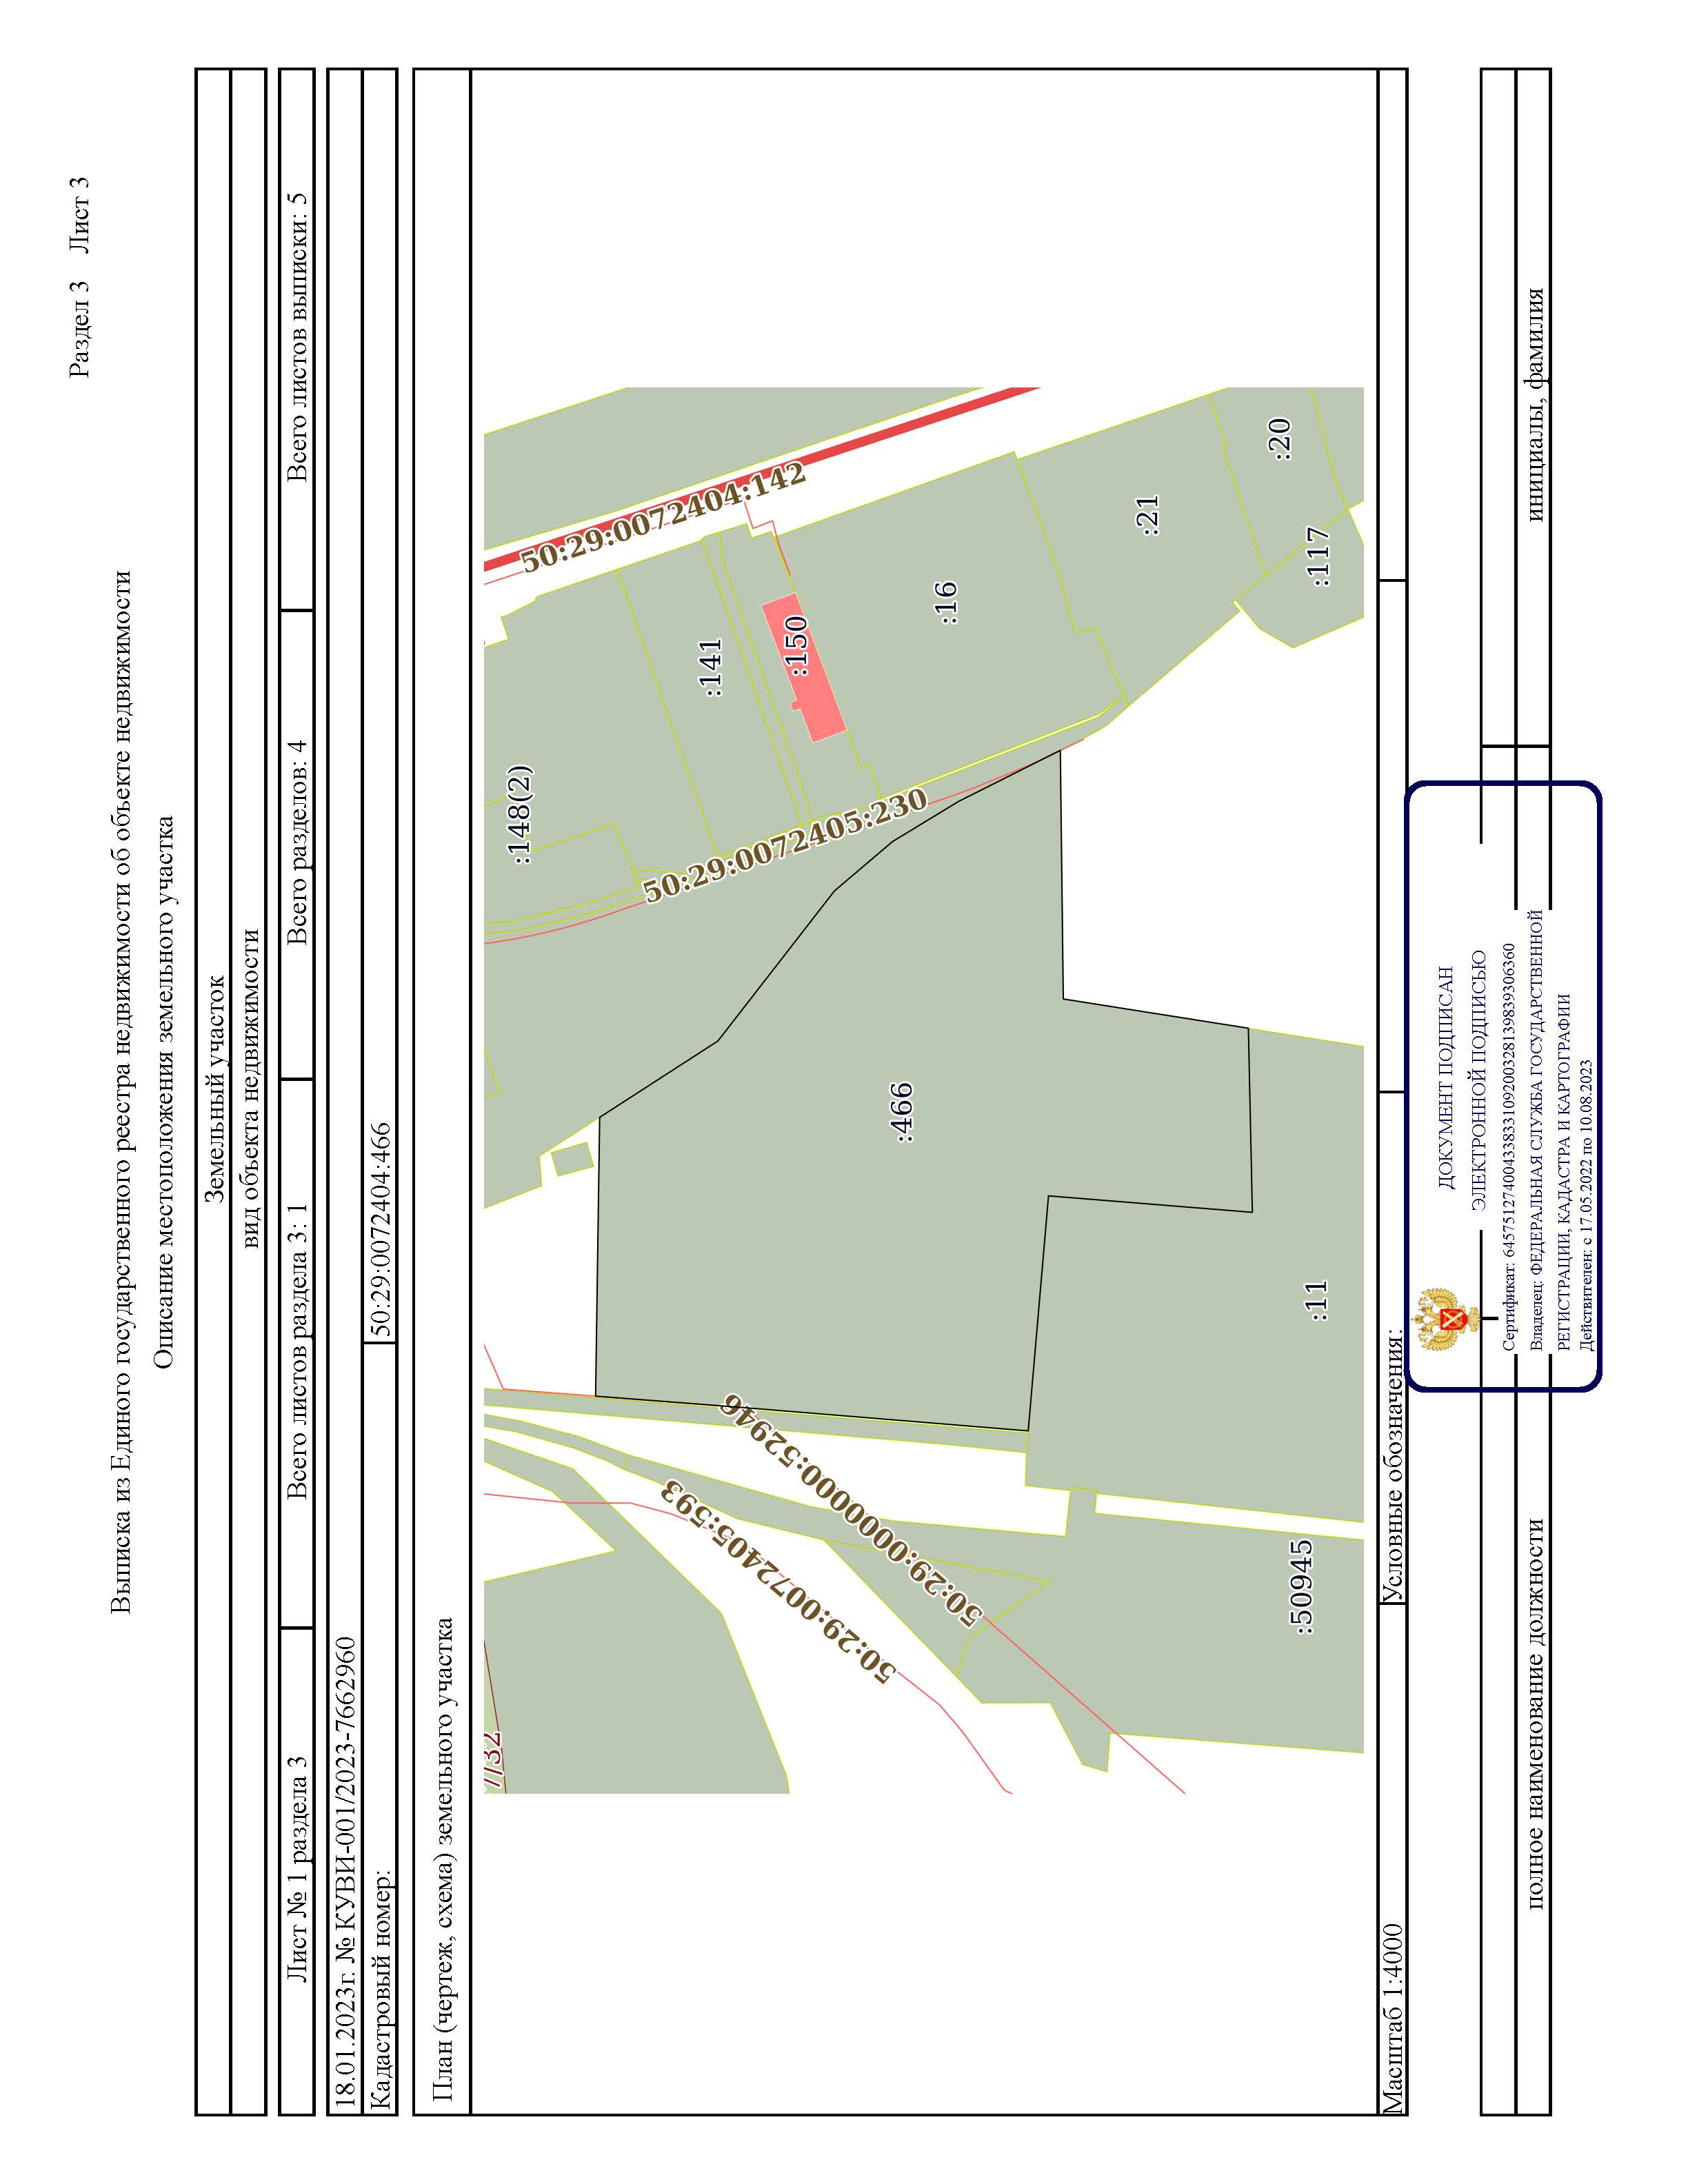 Раздел 3 Лист 3
Выписка из Единого государственного реестра недвижимости об объекте недвижимости
Описание местоположения земельного участка
Земельный участок
вид объекта недвижимости
Лист № 1 раздела 3 Всего листов раздела 3: 1 Всего разделов: 4 Всего листов выписки: 5
18.01.2023г. № КУВИ-001/2023-7662960
Кадастровый номер: 50:29:0072404:466
План (чертеж, схема) земельного участка
:148(2)
50:29:0072404:142
:141
:150
50:29:0072405:230
:16
:466
:21
:20
:117
50:29:0072405:593
50:29:0000000:52946
:11
:50945
Масштаб 1:4000 Условные обозначения:
ДОКУМЕНТ ПОДПИСАН
ЭЛЕКТРОННОЙ ПОДПИСЬЮ
Сертификат: 645751274004338331092003281398393 06360
Владелец: ФЕДЕРАЛЬНАЯ СЛУЖБА ГОСУДАРСТВЕННОЙ
РЕГИСТРАЦИИ, КАДАСТРА И КАРТОГРАФИИ
Действителен: с 17.05.2022 по 10.08.2023
полное наименование должности инициалы, фамилия